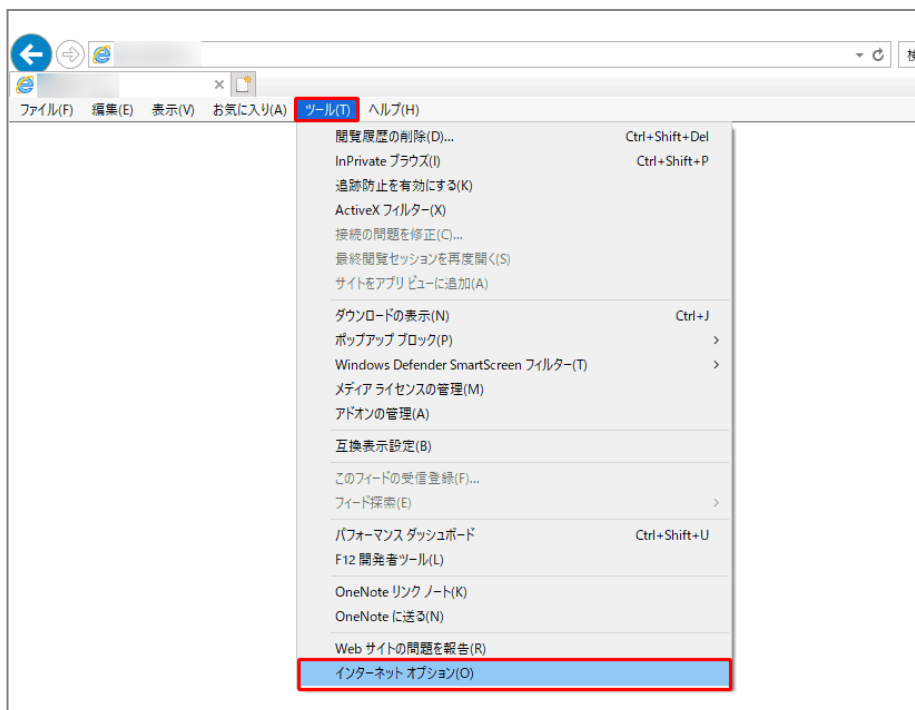 検
ファイル(F) 編集(E) 表示(V) お気に入り(A) ツール(T) ヘルプ(H)
閲覧履歴の削除(D)... Ctrl+Shift+Del
InPrivate ブラウズ(I) Ctrl+Shift+P
追跡防止を有効にする(K)
ActiveX フィルター(X)
接続の問題を修正(C)...
最終閲覧セッションを再度開く(S)
サイトをアプリ ビューに追加(A)
ダウンロードの表示(N) Ctrl+J
ポップアップ ブロック(P)
Windows Defender SmartScreen フィルター(T)
メディア ライセンスの管理(M)
アドオンの管理(A)
互換表示設定(B)
このフィードの受信登録(F)...
フィード探索(E)
パフォーマンス ダッシュボード Ctrl+Shift+U
F12 開発者ツール(L)
OneNote リンク ノート(K)
OneNote に送る(N)
Web サイトの問題を報告(R)
インターネット オプション(O)